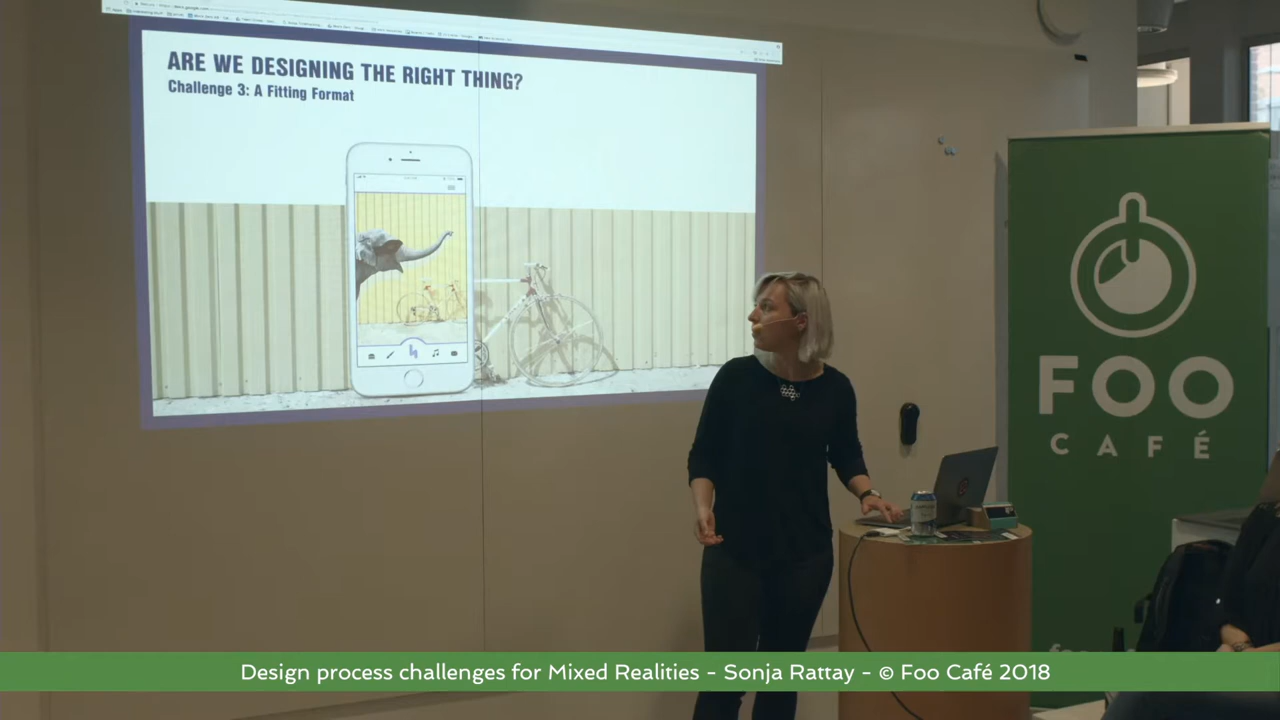 ARE WE DESIGNING THE RIGHT THING?
Challenge 3: A Fitting Format
FOO
CAFÉ
Design process challenges for Mixed Realities - Sonja Rattay - © Foo Café 2018